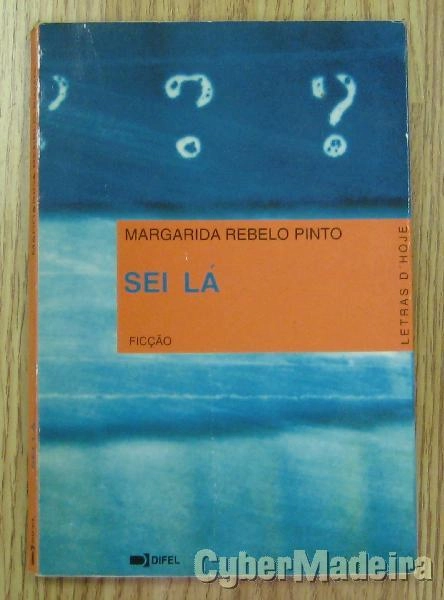 ? ? ?
MARGARIDA REBELO PINTO
SEI LÁ
FICÇÃO
LETRAS D'HOJE
DIFEL
CyberMadeira